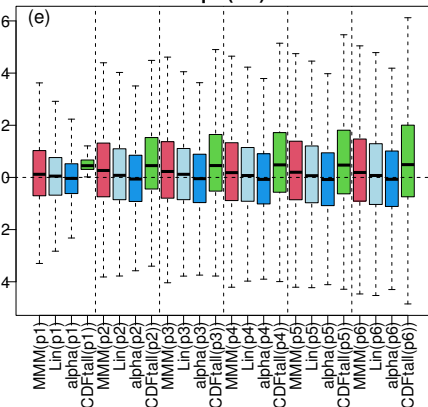 (e)
6
4
2
0
2
4
MMM(p1)
Lin(p1)
alpha(p1)
CDFtall(p1))
MMM(p2)
Lin(p2)
alpha(p2)
CDFtall(p2))
MMM(p3)
Lin(p3)
alpha(p3)
CDFtall(p3))
MMM(p4)
Lin(p4)
alpha(p4)
CDFtall(p4))
MMM(p5)
Lin(p5)
alpha(p5)
CDFtall(p5))
MMM(p6)
Lin(p6)
alpha(p6)
CDFtall(p6))